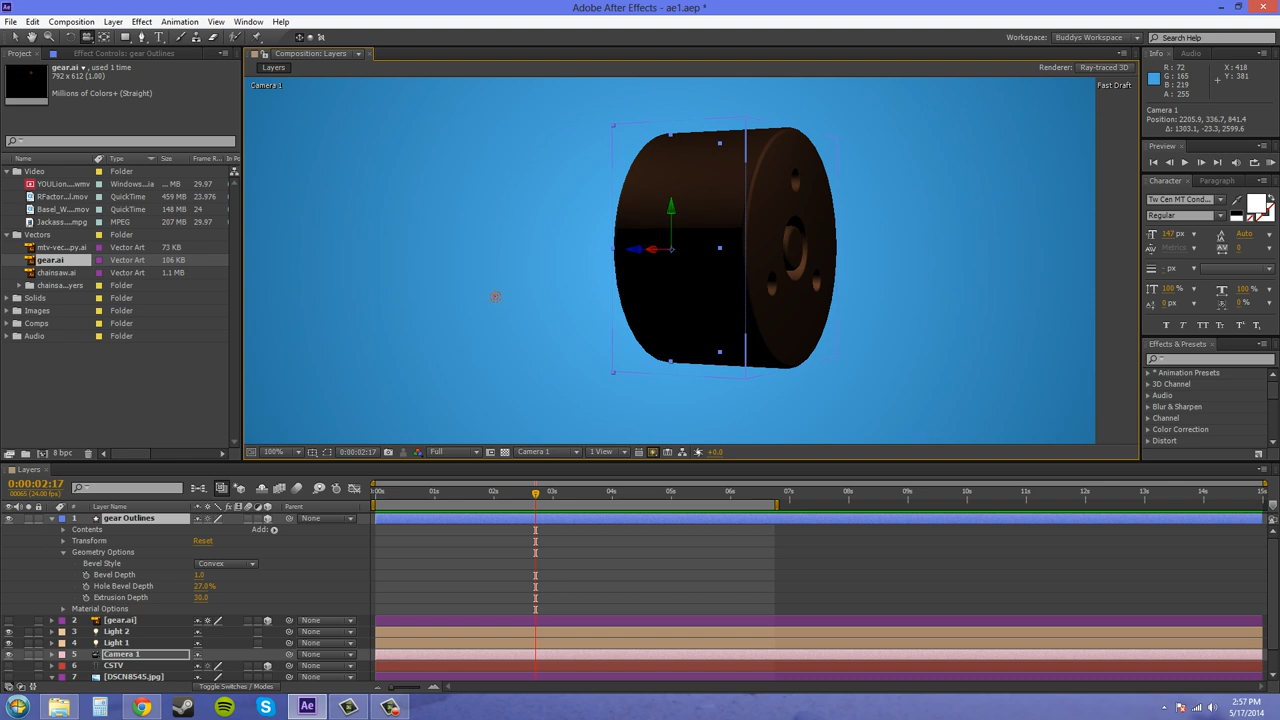 Adobe After Effects - ae1.aep *
File Edit Composition Layer Effect Animation View Window Help
Workspace: Buddys Workspace Search Help
Project Effect Controls: gear Outlines
Composition: Layers
Info Audio
gear.ai , used 1 time
792 x 612 (1.00)
Millions of Colors+ (Straight)
Layers
Renderer: Ray-traced 3D
Camera 1
Fast Draft
R : 72
G : 165
B : 219
A : 255
X : 418
Y : 381
Camera 1
Position: 2205.9, 336.7, 841.4
Δ: 1303.1, -23.3, 2599.6
Preview
Character Paragraph
Tw Cen MT Cond...
Regular
147 px Auto
Metrics 0
- px
100 % 100 %
0 px 0 %
T T TT Tт T¹ T₁
Effects & Presets
* Animation Presets
3D Channel
Audio
Blur & Sharpen
Channel
Color Correction
Distort
Name Type Size Frame R... In Po
Video Folder
YOULion....wmv Windows...ia ... MB 29.97
RFactor...l.mov QuickTime 459 MB 23.976
Basel_W....mov QuickTime 148 MB 24
Jackass....mpg MPEG 207 MB 29.97
Vectors Folder
mtv-vec...py.ai Vector Art 73 KB
gear.ai Vector Art 106 KB
chainsaw.ai Vector Art 1.1 MB
chainsa...yers Folder
Solids Folder
Images Folder
Comps Folder
Audio Folder
8 bpc
100% 0:00:02:17 Full Camera 1 1 View +0.0
Layers
0:00:02:17
00065 (24.00 fps)
# Layer Name Parent
:00s 01s 02s 03s 04s 05s 06s 07s 08s 09s 10s 11s 12s 13s 14s 15s
1 gear Outlines None
Contents Add:
Transform Reset
Geometry Options
Bevel Style Convex
Bevel Depth 1.0
Hole Bevel Depth 27.0%
Extrusion Depth 30.0
Material Options
2 [gear.ai] None
3 Light 2 None
4 Light 1 None
5 Camera 1 None
6 CSTV None
7 [DSCN8545.jpg] None
Toggle Switches / Modes
2:57 PM
5/17/2014